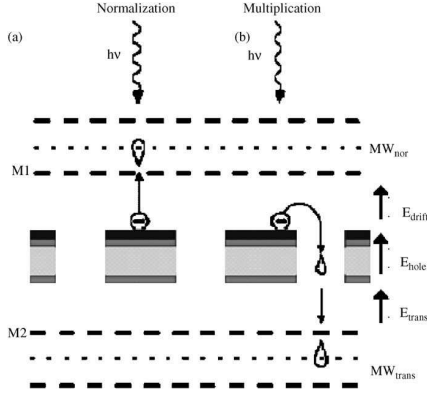 Normalization
Multiplication
(a)
(b)
hν
hν
MWnor
M1
Edrift
Ehole
Etrans
M2
MWtrans